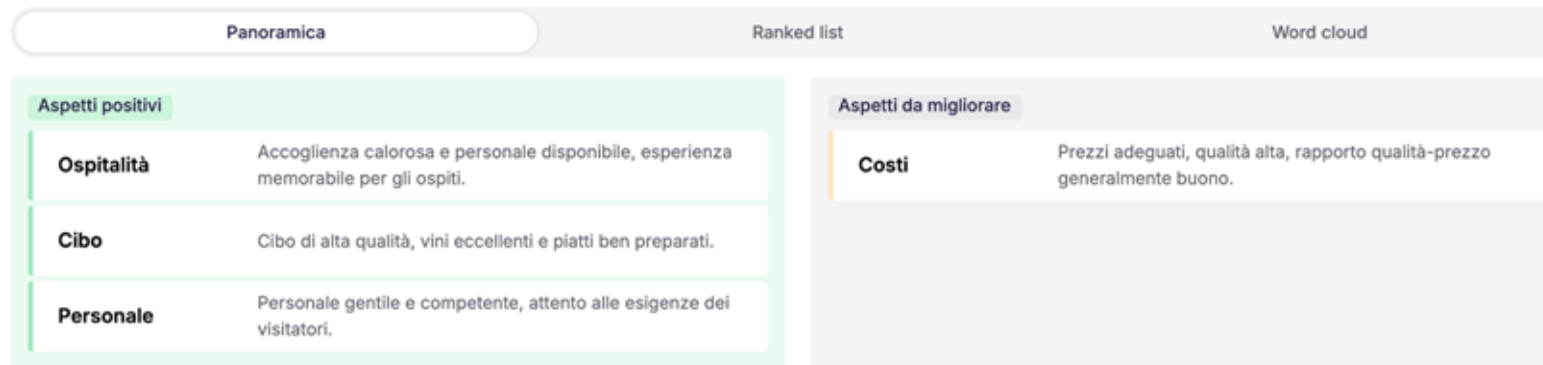 Panoramica
Ranked list
Word cloud
Aspetti positivi
Ospitalità
Accoglienza calorosa e personale disponibile, esperienza
memorabile per gli ospiti.
Cibo
Cibo di alta qualità, vini eccellenti e piatti ben preparati.
Personale
Personale gentile e competente, attento alle esigenze dei
visitatori.
Aspetti da migliorare
Costi
Prezzi adeguati, qualità alta, rapporto qualità-prezzo
generalmente buono.